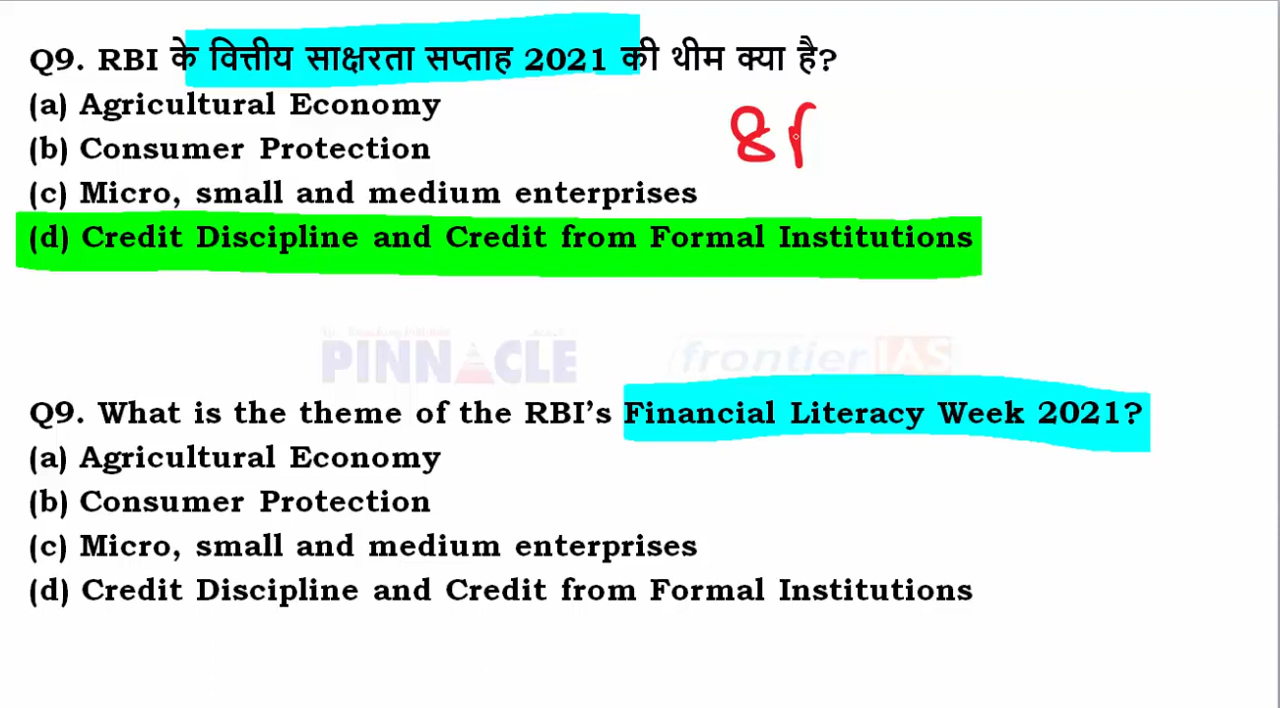 Q9. RBI के वित्तीय साक्षरता सप्ताह 2021 की थीम क्या है?
(a) Agricultural Economy
(b) Consumer Protection
(c) Micro, small and medium enterprises
(d) Credit Discipline and Credit from Formal Institutions
PINNACLE frontier IAS
Q9. What is the theme of the RBI’s Financial Literacy Week 2021?
(a) Agricultural Economy
(b) Consumer Protection
(c) Micro, small and medium enterprises
(d) Credit Discipline and Credit from Formal Institutions